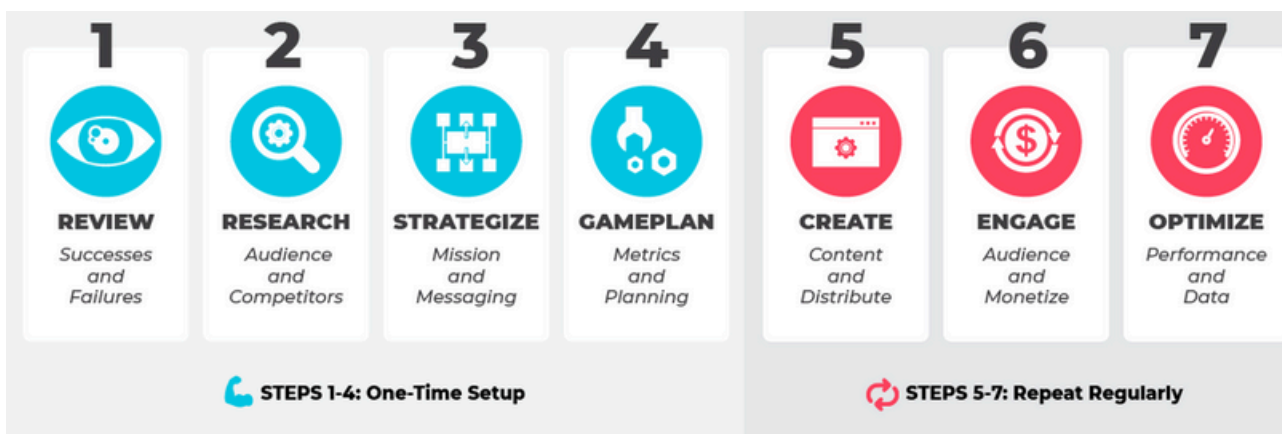 1
REVIEW
Successes
and
Failures
2
RESEARCH
Audience
and
Competitors
3
STRATEGIZE
Mission
and
Messaging
4
GAMEPLAN
Metrics
and
Planning
5
CREATE
Content
and
Distribute
6
ENGAGE
$
Audience
and
Monetize
7
OPTIMIZE
Performance
and
Data
STEPS 1-4: One-Time Setup
STEPS 5-7: Repeat Regularly